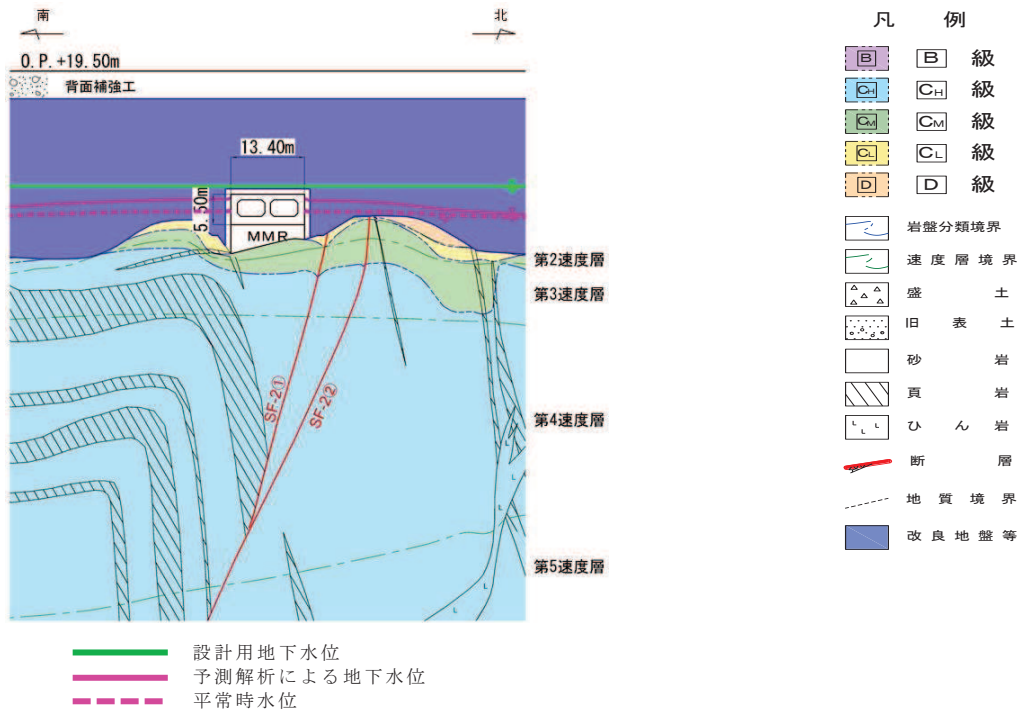 南
北
O.P.+19.50m
背面補強工
13.40m
5.50m
MMR
第2速度層
第3速度層
SF-2①
SF-2②
第4速度層
第5速度層
L
L
L
L
L
設計用地下水位
予測解析による地下水位
平常時水位
凡 例
B B 級
CH CH 級
CM CM 級
CL CL 級
D D 級
岩盤分類境界
速度層境界
盛土
旧表土
砂岩
頁岩
L L L ひん岩
断層
地質境界
改良地盤等